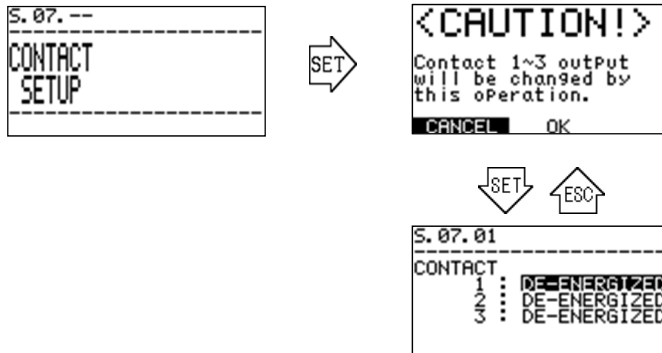 S.07.--
CONTACT
SETUP
SET
<CAUTION!>
Contact 1~3 output
will be changed by
this operation.
CANCEL OK
SET
ESC
S.07.01
CONTACT
1 : DE-ENERGIZED
2 : DE-ENERGIZED
3 : DE-ENERGIZED